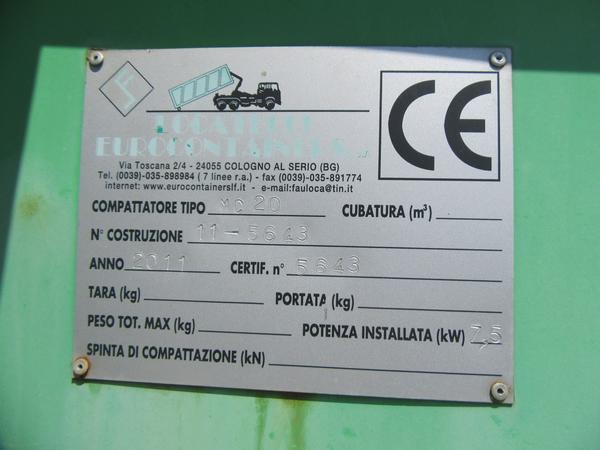 LF
CE
LOCATELLI
EUROCONTAINERS
Via Toscana 2/4 - 24055 COLOGNO AL SERIO (BG)
Tel. (0039)-035-898984 ( 7 linee r.a.) - fax (0039)-035-891774
internet: www.eurocontainerslf.it - e-mail:fauloca@tin.it
COMPATTATORE TIPO MC 20 CUBATURA (m³)
N° COSTRUZIONE 11-5643
ANNO 2011 CERTIF. n° 5643
TARA (kg) PORTATA (kg)
PESO TOT. MAX (kg) POTENZA INSTALLATA (kW) 7,5
SPINTA DI COMPATTAZIONE (kN)